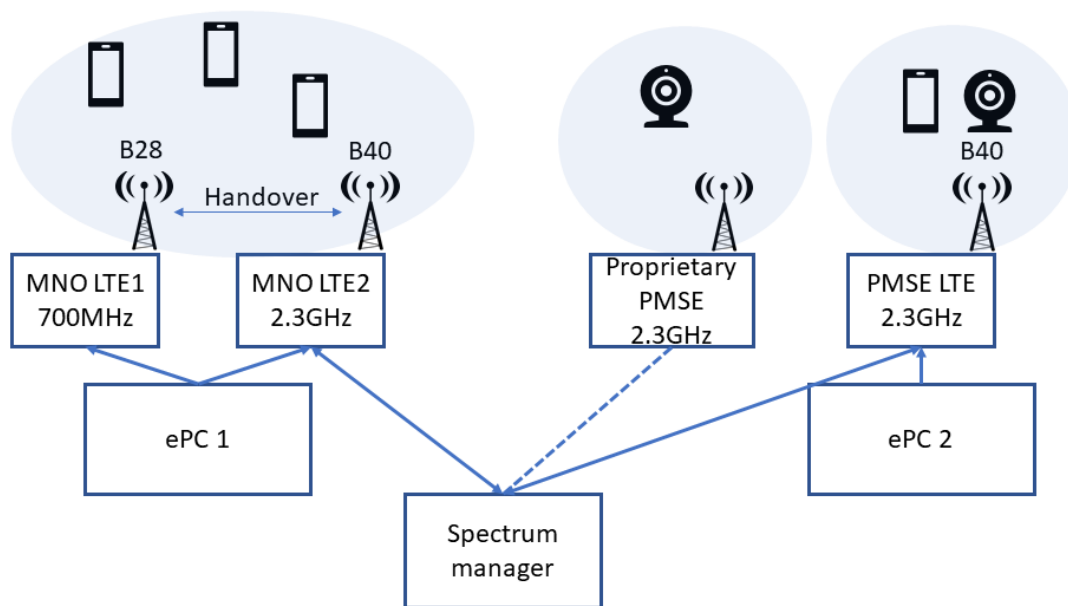 B28
B40
B40
Handover
MNO LTE1
700MHz
MNO LTE2
2.3GHz
Proprietary
PMSE
2.3GHz
PMSE LTE
2.3GHz
ePC 1
ePC 2
Spectrum
manager